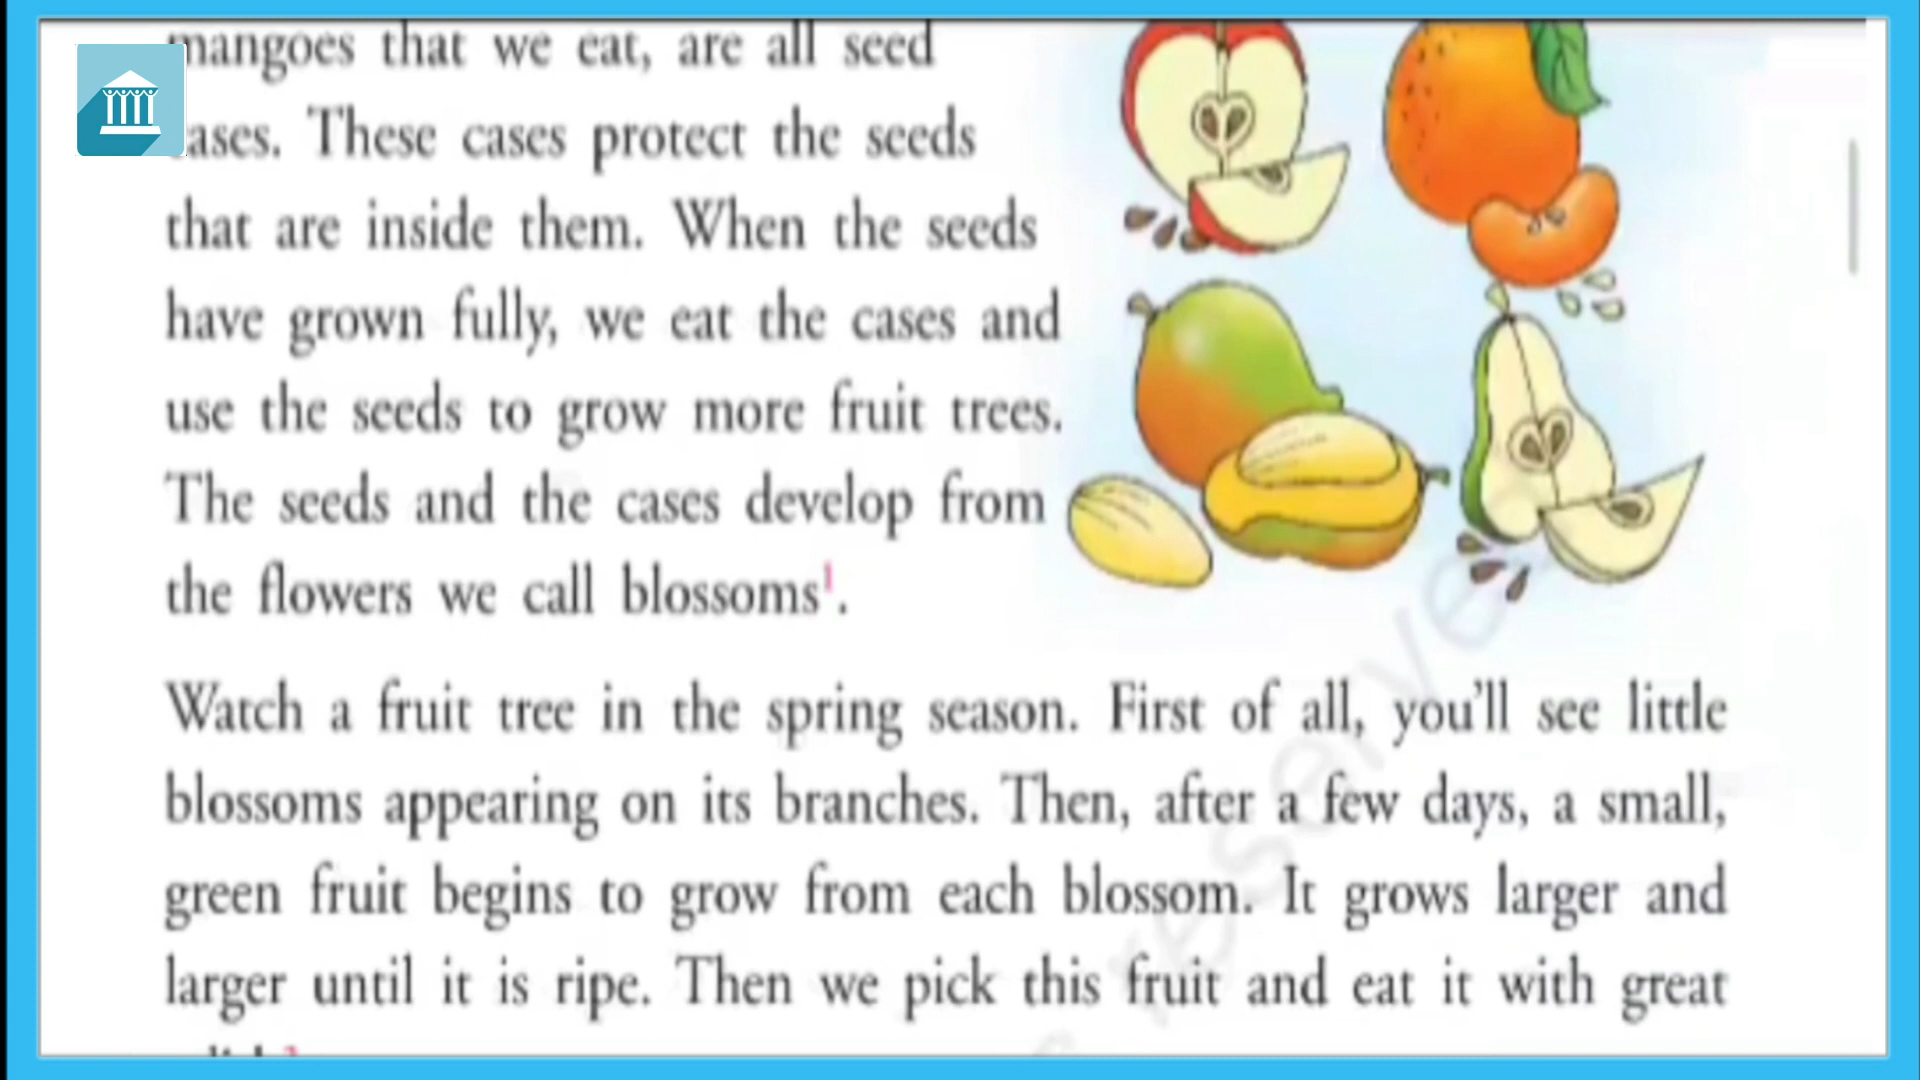 mangoes that we eat, are all seed
cases. These cases protect the seeds
that are inside them. When the seeds
have grown fully, we eat the cases and
use the seeds to grow more fruit trees.
The seeds and the cases develop from
the flowers we call blossoms¹.
Watch a fruit tree in the spring season. First of all, you'll see little
blossoms appearing on its branches. Then, after a few days, a small,
green fruit begins to grow from each blossom. It grows larger and
larger until it is ripe. Then we pick this fruit and eat it with great
reserve